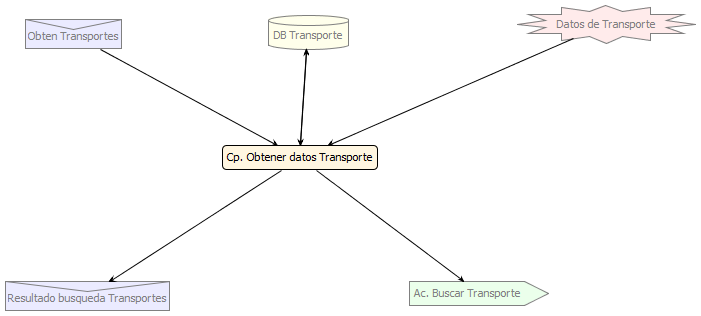 Obten Transportes
DB Transporte
Datos de Transporte
Cp. Obtener datos Transporte
Resultado busqueda Transportes
Ac. Buscar Transporte